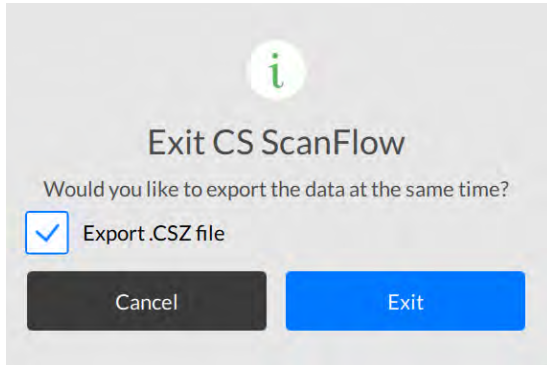 i
Exit CS ScanFlow
Would you like to export the data at the same time?
Export .CSZ file
Cancel
Exit